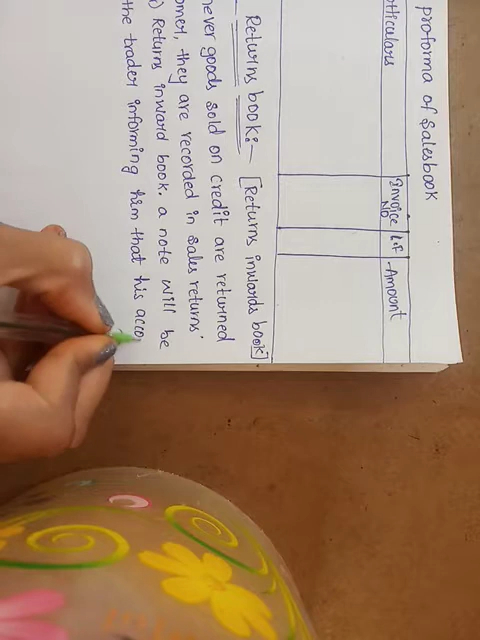 proforma of Salesbook
rticulars Invoice NO L.F Amount
Returns book:- [Returns inwards book]
never goods sold on credit are returned
omer, they are recorded in Sales returns.
r) Returns inward book. a note will be
the trader informing him that his acco